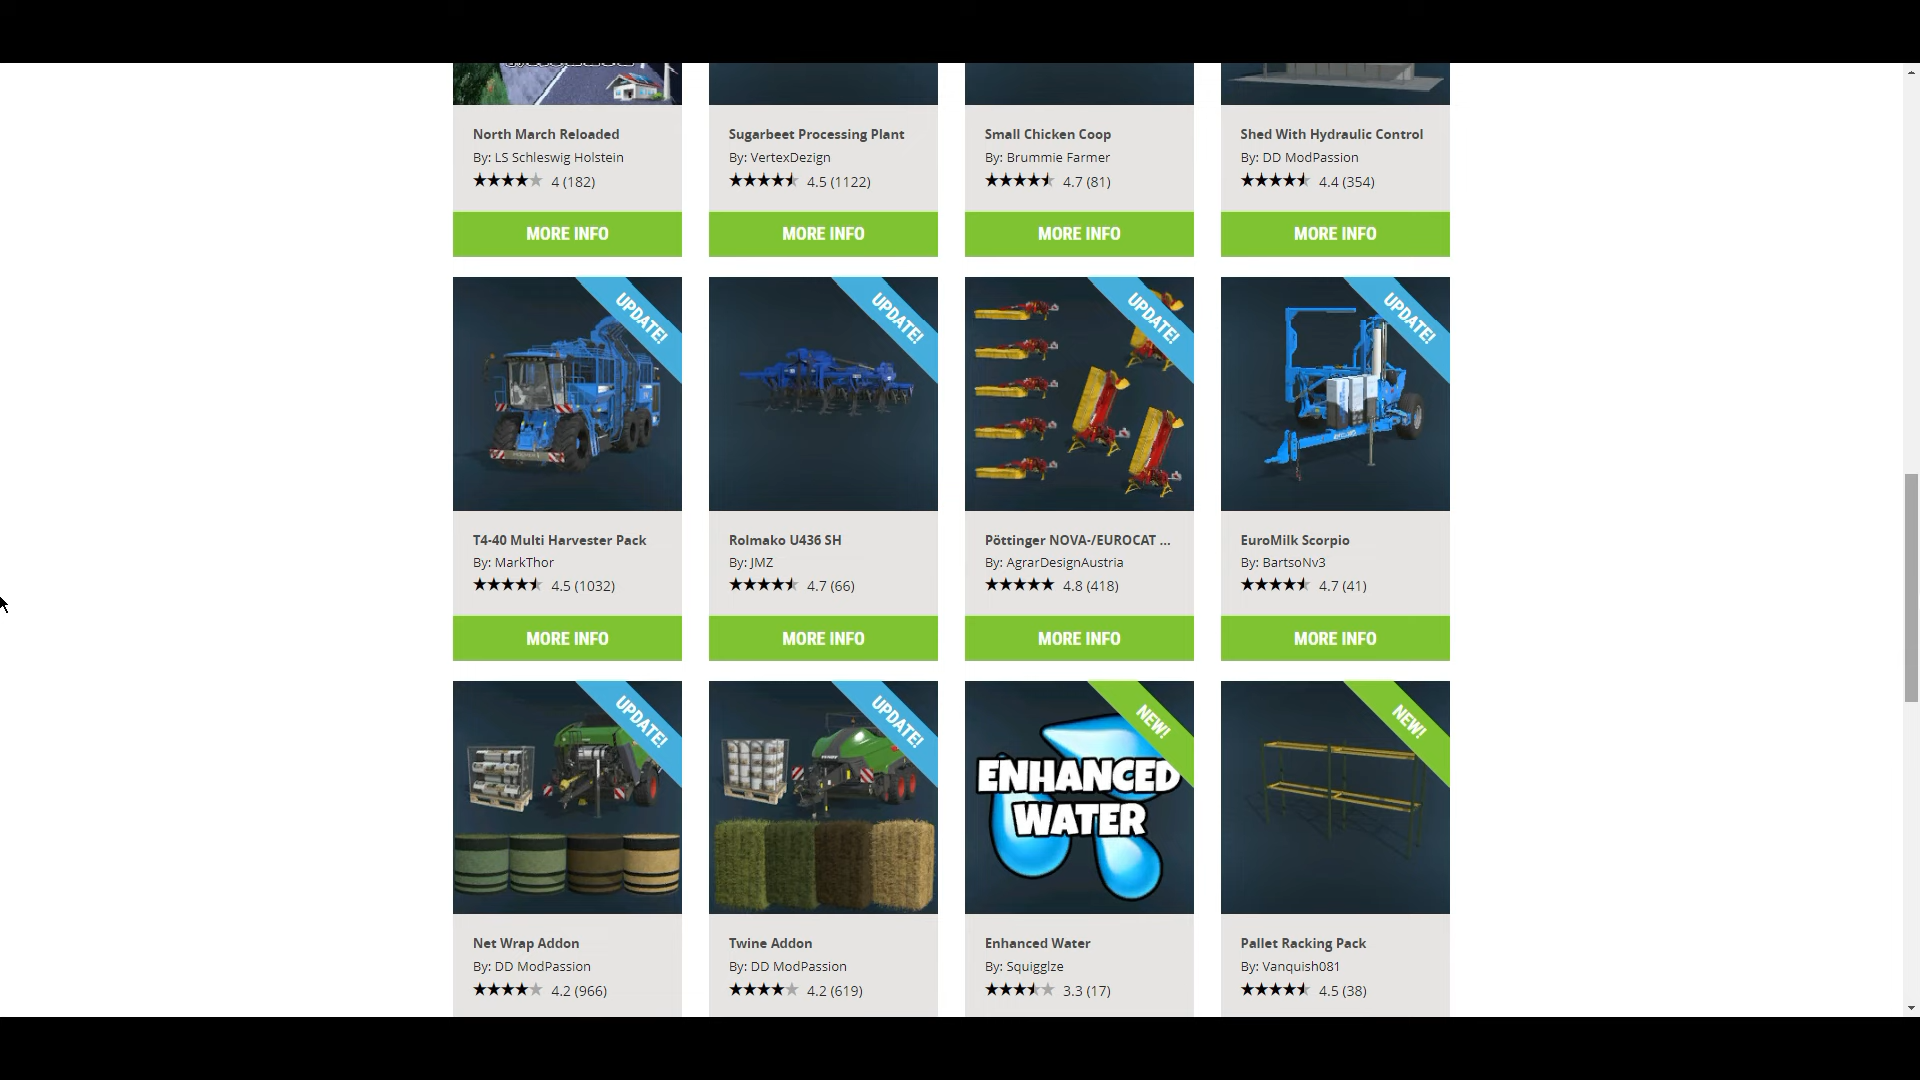 North March Reloaded
By: LS Schleswig Holstein
4 (182)
MORE INFO
Sugarbeet Processing Plant
By: VertexDezign
4.5 (1122)
MORE INFO
Small Chicken Coop
By: Brummie Farmer
4.7 (81)
MORE INFO
Shed With Hydraulic Control
By: DD ModPassion
4.4 (354)
MORE INFO
UPDATE!
T4-40 Multi Harvester Pack
By: MarkThor
4.5 (1032)
MORE INFO
UPDATE!
Rolmako U436 SH
By: JMZ
4.7 (66)
MORE INFO
UPDATE!
Pöttinger NOVA-/EUROCAT ...
By: AgrarDesignAustria
4.8 (418)
MORE INFO
UPDATE!
EuroMilk Scorpio
By: BartsoNv3
4.7 (41)
MORE INFO
UPDATE!
Net Wrap Addon
By: DD ModPassion
4.2 (966)
UPDATE!
Twine Addon
By: DD ModPassion
4.2 (619)
NEW!
ENHANCED
WATER
Enhanced Water
By: Squigglze
3.3 (17)
NEW!
Pallet Racking Pack
By: Vanquish081
4.5 (38)